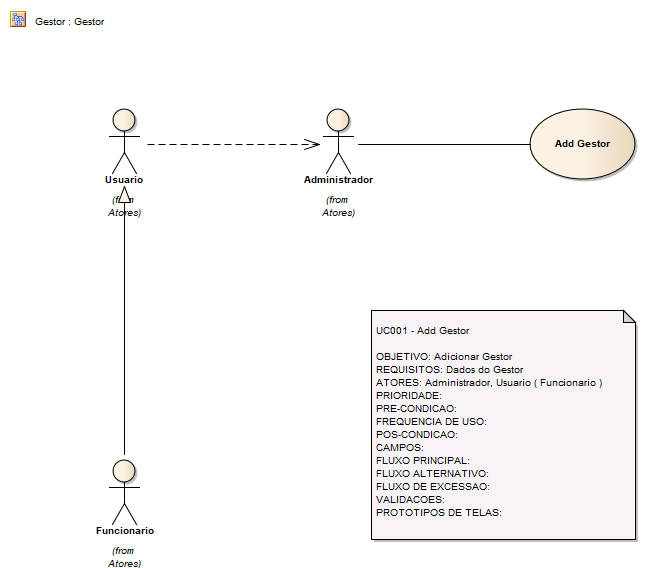 Gestor : Gestor
Usuario
(from
Atores)
Administrador
(from
Atores)
Add Gestor
UC001 - Add Gestor
OBJETIVO: Adicionar Gestor
REQUISITOS: Dados do Gestor
ATORES: Administrador, Usuario ( Funcionario )
PRIORIDADE:
PRE-CONDICAO:
FREQUENCIA DE USO:
POS-CONDICAO:
CAMPOS:
FLUXO PRINCIPAL:
FLUXO ALTERNATIVO:
FLUXO DE EXCESSAO:
VALIDACOES:
PROTOTIPOS DE TELAS:
Funcionario
(from
Atores)